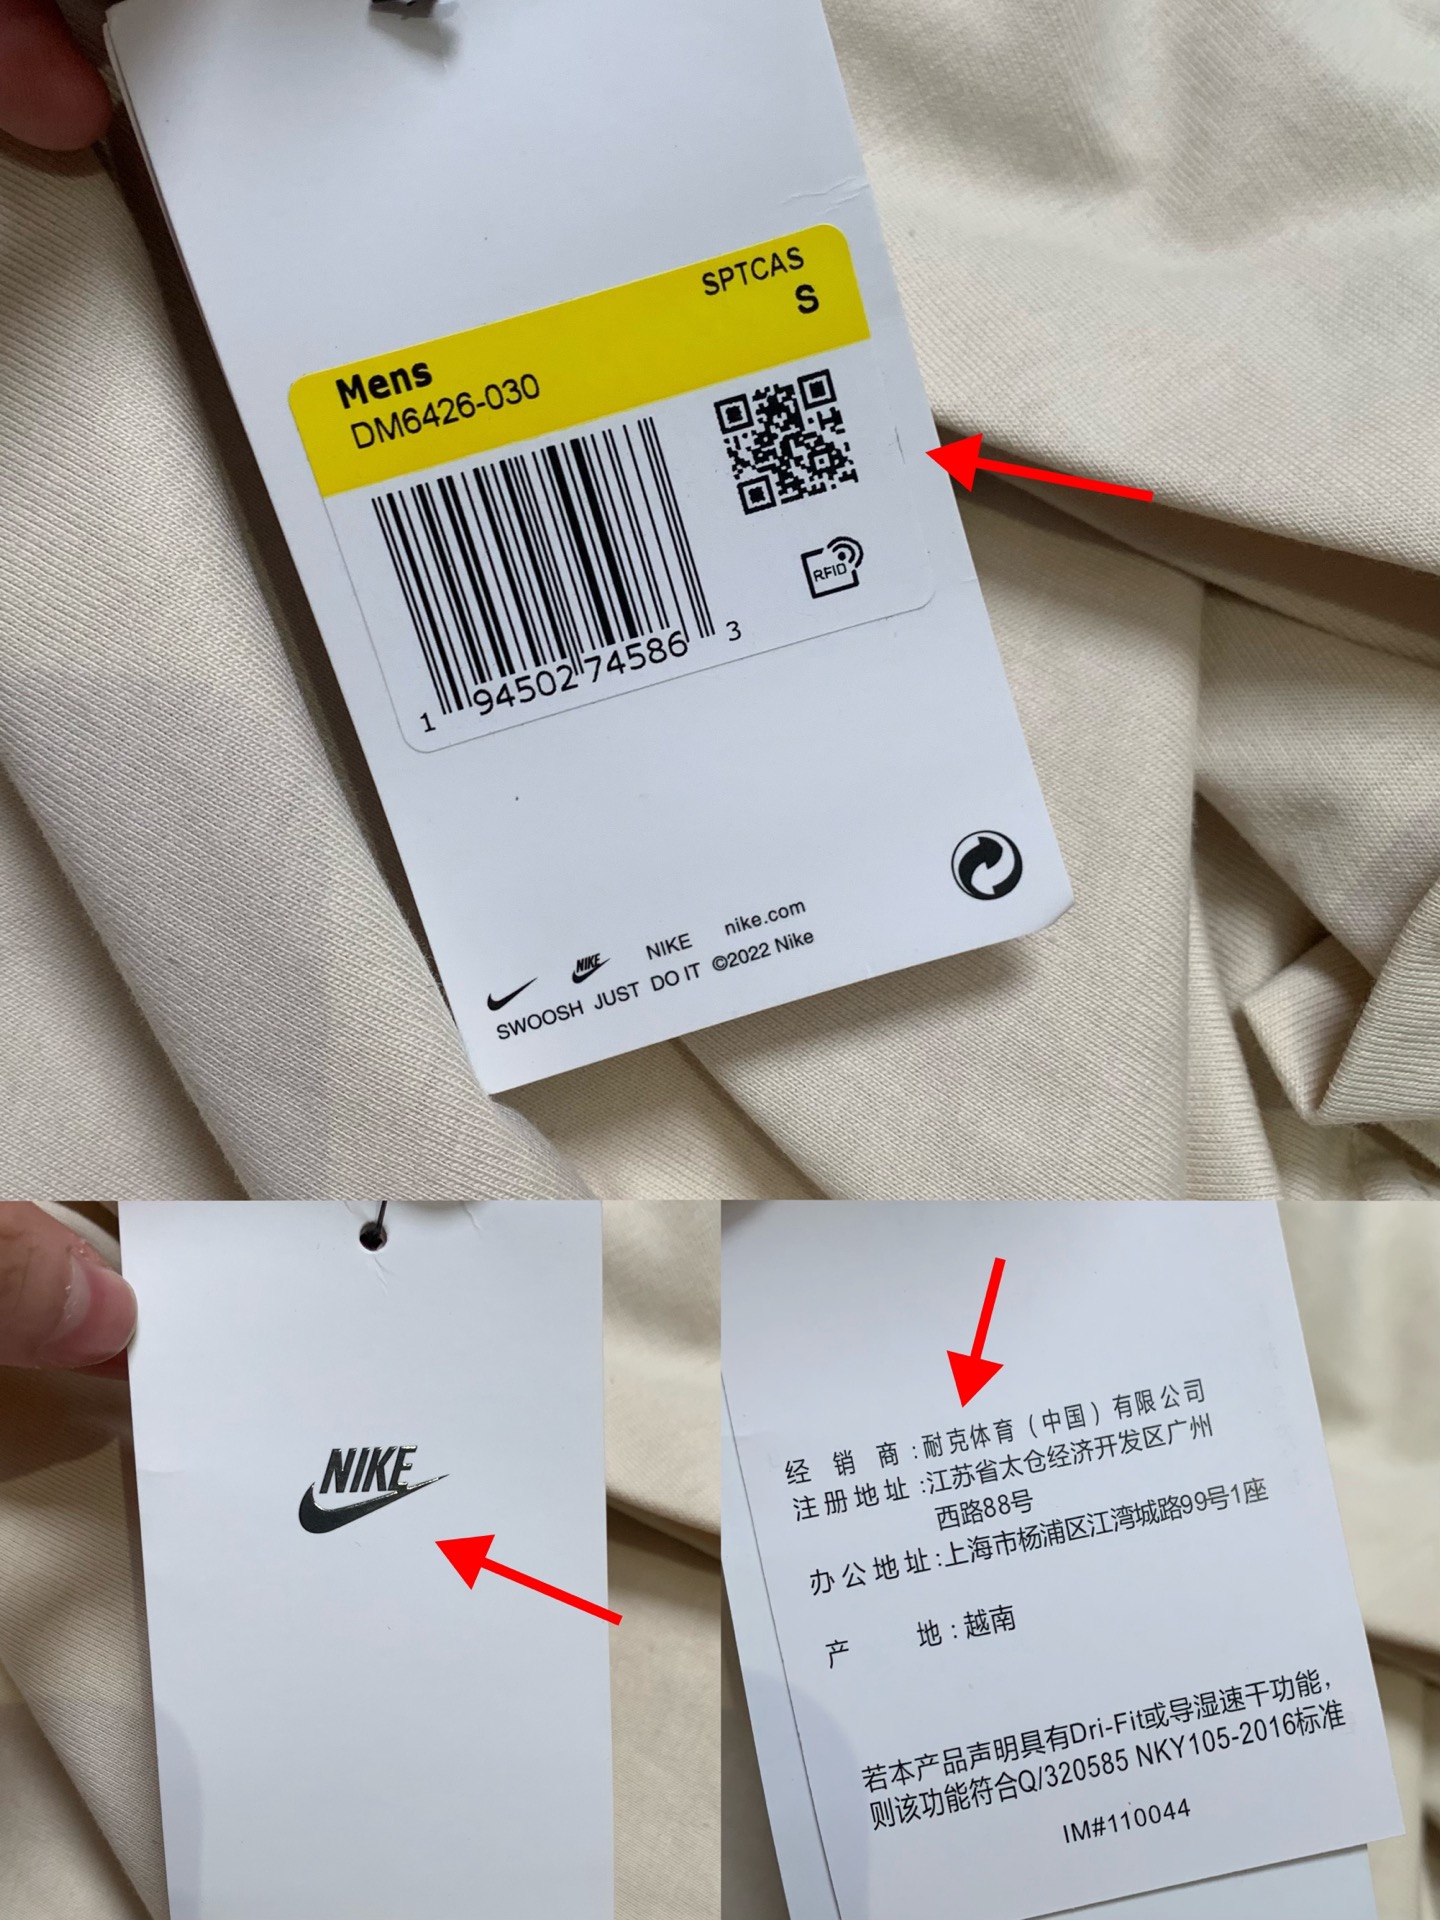 SPTCAS
S
Mens
DM6426-030
RFID
1 94502 74586 3
NIKE NIKE nike.com
SWOOSH JUST DO IT ©2022 Nike
NIKE
经销商:耐克体育（中国）有限公司
注册地址:江苏省太仓经济开发区广州
西路88号
办公地址:上海市杨浦区江湾城路99号1座
产地:越南
若本产品声明具有Dri-Fit或导湿速干功能，
则该功能符合Q/320585 NKY105-2016标准
IM#110044